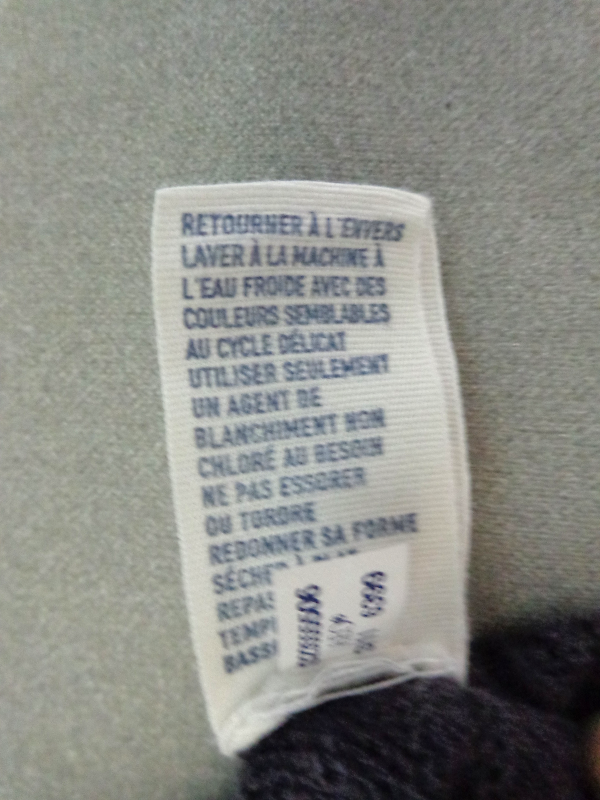 RETOURNER À L'ENVERS
LAVER À LA MACHINE À
L'EAU FROIDE AVEC DES
COULEURS SEMBLABLES
AU CYCLE DÉLICAT
UTILISER SEULEMENT
UN AGENT DE
BLANCHIMENT NON
CHLORÉ AU BESOIN
NE PAS ESSORER
OU TORDRE
REDONNER SA FORME